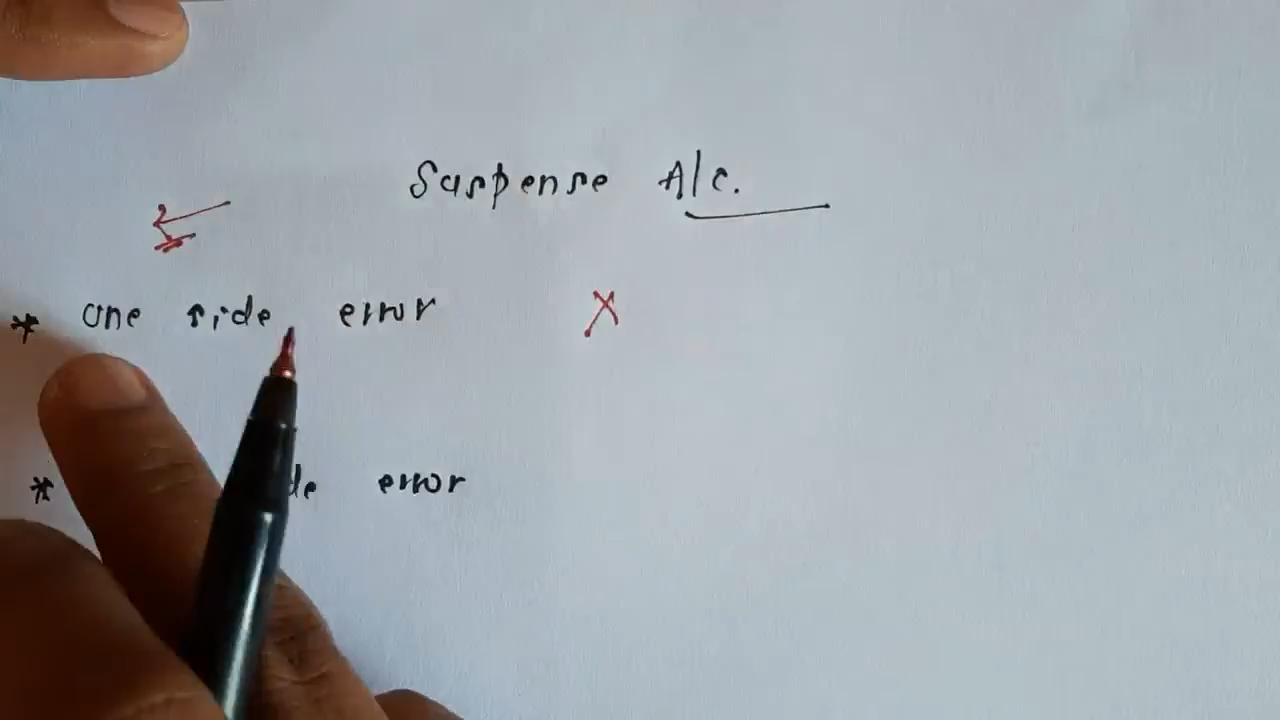 Suspense A/c.
* one side error X
* error